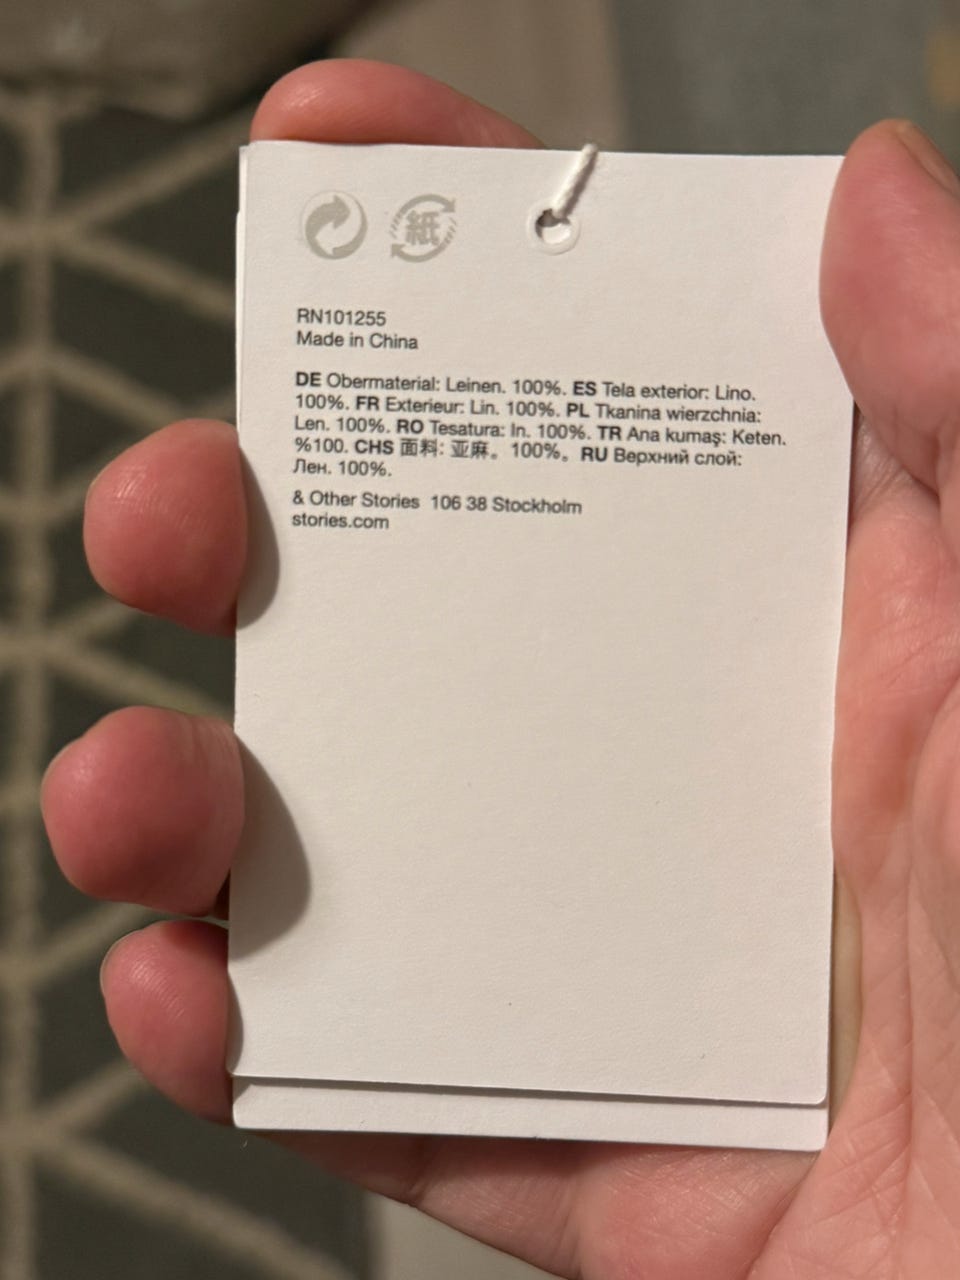 紙
RN101255
Made in China
DE Obermaterial: Leinen. 100%. ES Tela exterior: Lino.
100%. FR Exterieur: Lin. 100%. PL Tkanina wierzchnia:
Len. 100%. RO Tesatura: In. 100%. TR Ana kumaş: Keten.
%100. CHS 面料: 亚麻。100%。RU Верхний слой:
Лен. 100%.
& Other Stories 106 38 Stockholm
stories.com